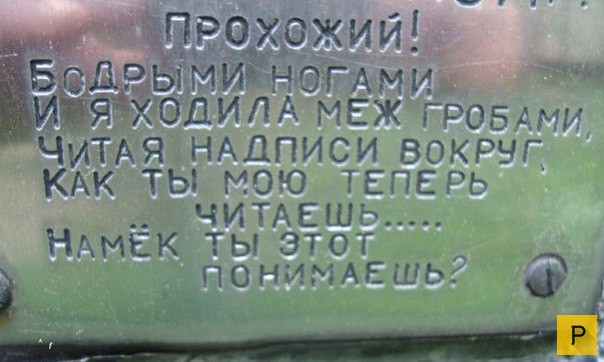 ПРОХОЖИЙ!
БОДРЫМИ НОГАМИ
И Я ХОДИЛА МЕЖ ГРОБАМИ,
ЧИТАЯ НАДПИСИ ВОКРУГ,
КАК ТЫ МОЮ ТЕПЕРЬ
ЧИТАЕШЬ.....
НАМЁК ТЫ ЭТОТ
ПОНИМАЕШЬ?
P